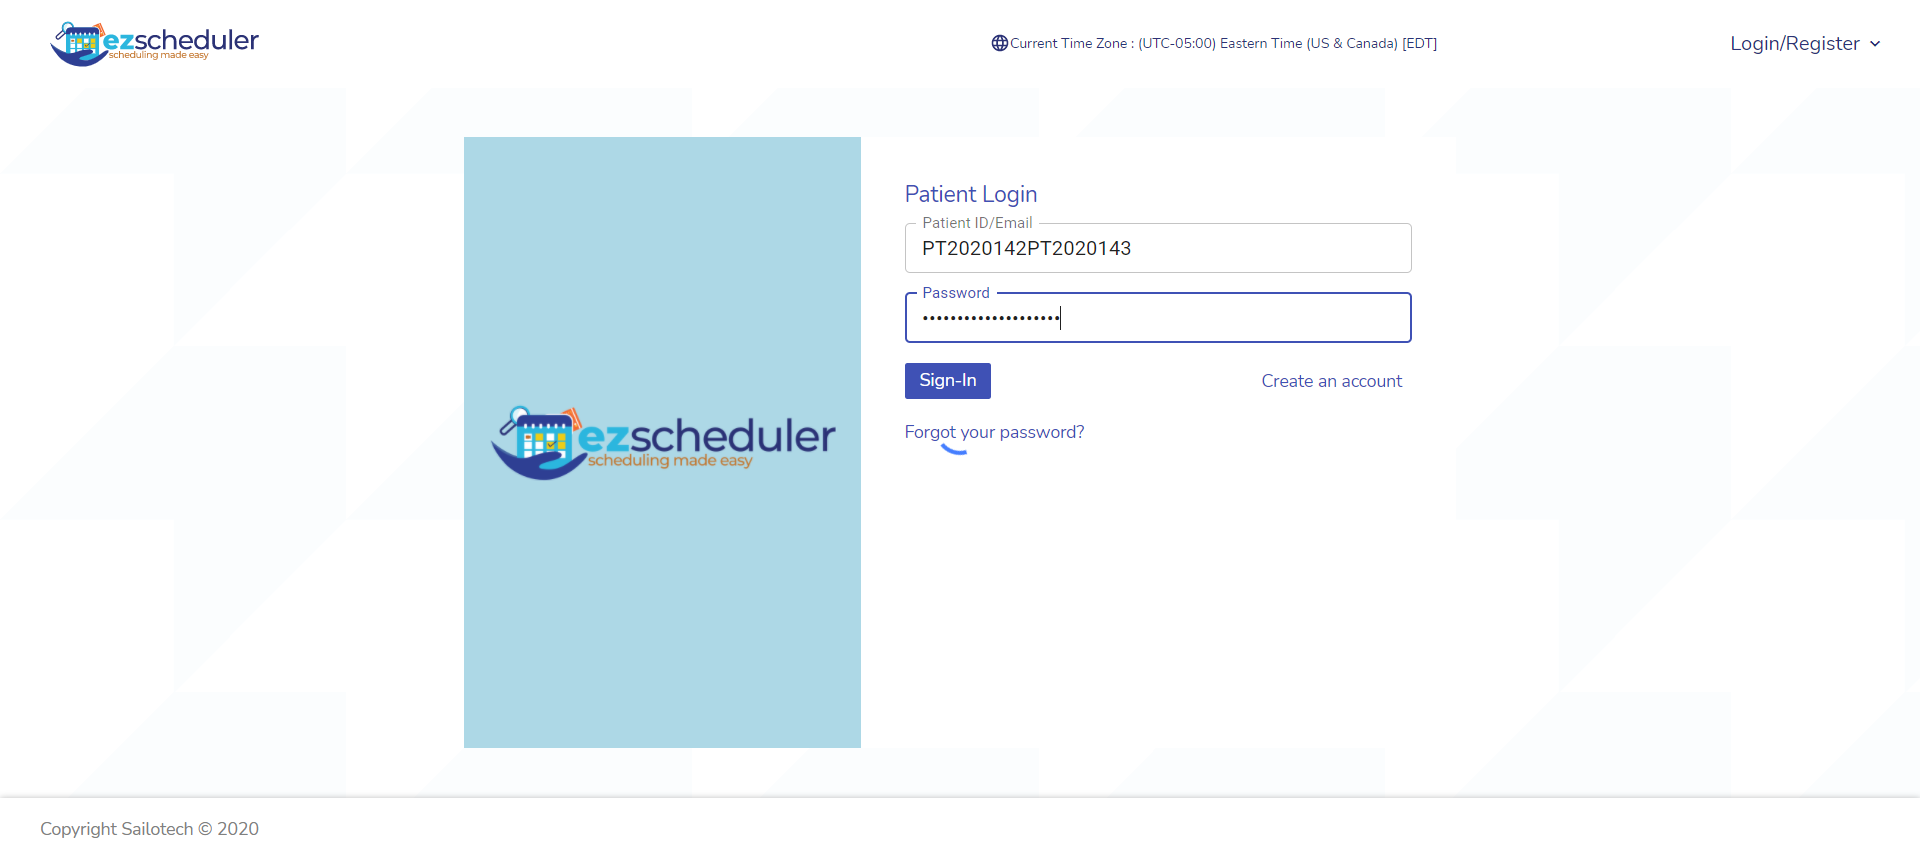 ezscheduler
scheduling made easy
Current Time Zone : (UTC-05:00) Eastern Time (US & Canada) [EDT]
Login/Register
ezscheduler
scheduling made easy
Patient Login
Patient ID/Email
PT2020142PT2020143
Password
••••••••••••••••••••
Sign-In
Create an account
Forgot your password?
Copyright Sailotech © 2020